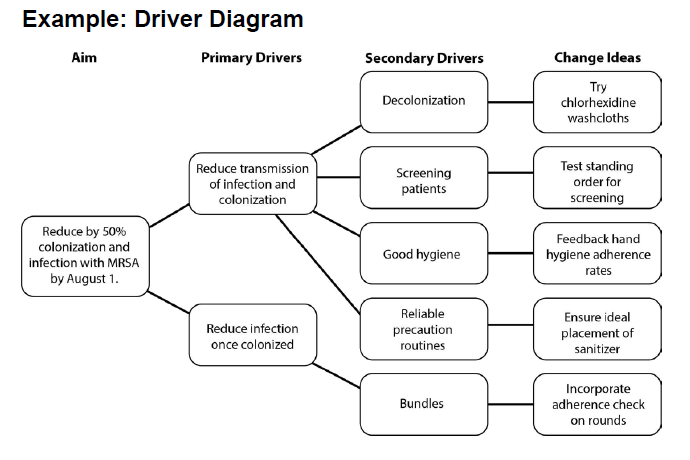 Example: Driver Diagram
Aim
Primary Drivers
Secondary Drivers
Change Ideas
Reduce by 50%
colonization and
infection with MRSA
by August 1.
Reduce transmission
of infection and
colonization
Reduce infection
once colonized
Decolonization
Screening
patients
Good hygiene
Reliable
precaution
routines
Bundles
Try
chlorhexidine
washcloths
Test standing
order for
screening
Feedback hand
hygiene adherence
rates
Ensure ideal
placement of
sanitizer
Incorporate
adherence check
on rounds